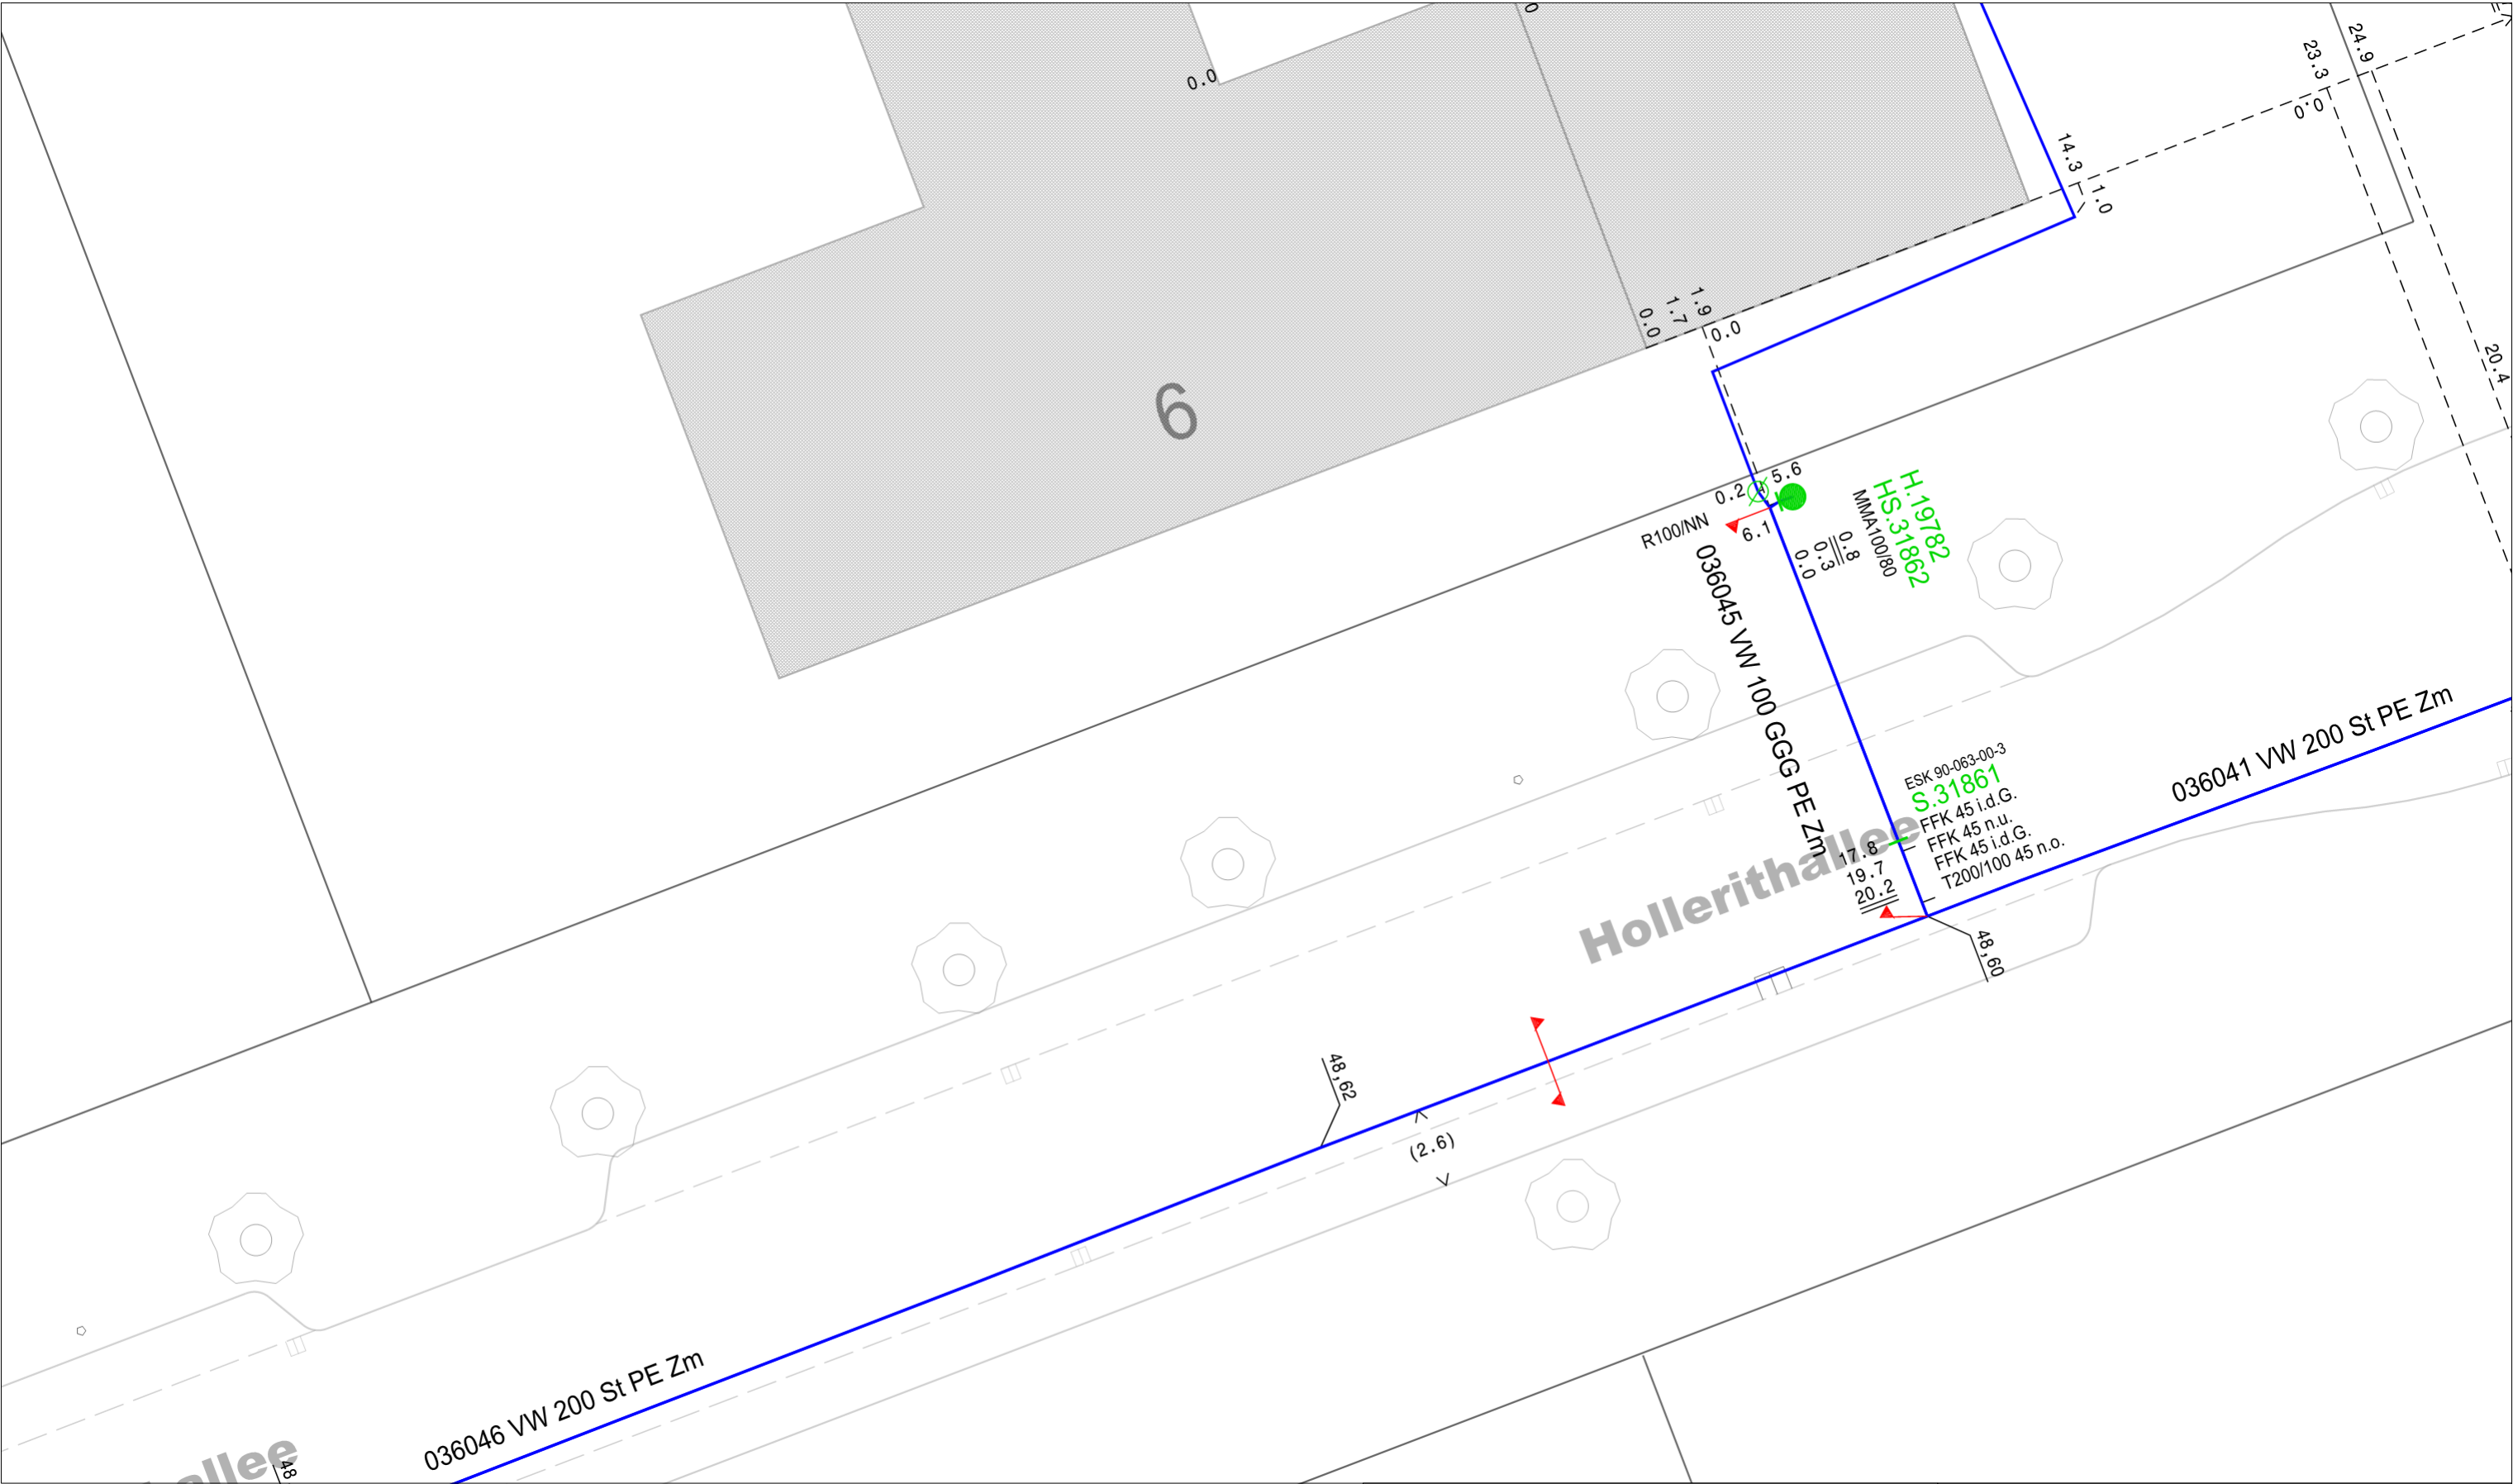 0
0.0
23.3
24.9
0.0
14.3
1.0
6
0.0
1.7
1.9
0.0
20.4
0.2
5.6
R100/NN
6.1
0.0
0.3
0.8
MMA100/80
HS.31862
H.19782
036045 VW 100 GGG PE Zm
036041 VW 200 St PE Zm
ESK 90-063-00-3
S.31861
FFK 45 i.d.G.
FFK 45 n.u.
FFK 45 i.d.G.
T200/100 45 n.o.
17.8
19.7
20.2
Hollerithallee
48,60
48,62
(2.6)
036046 VW 200 St PE Zm
allee
48